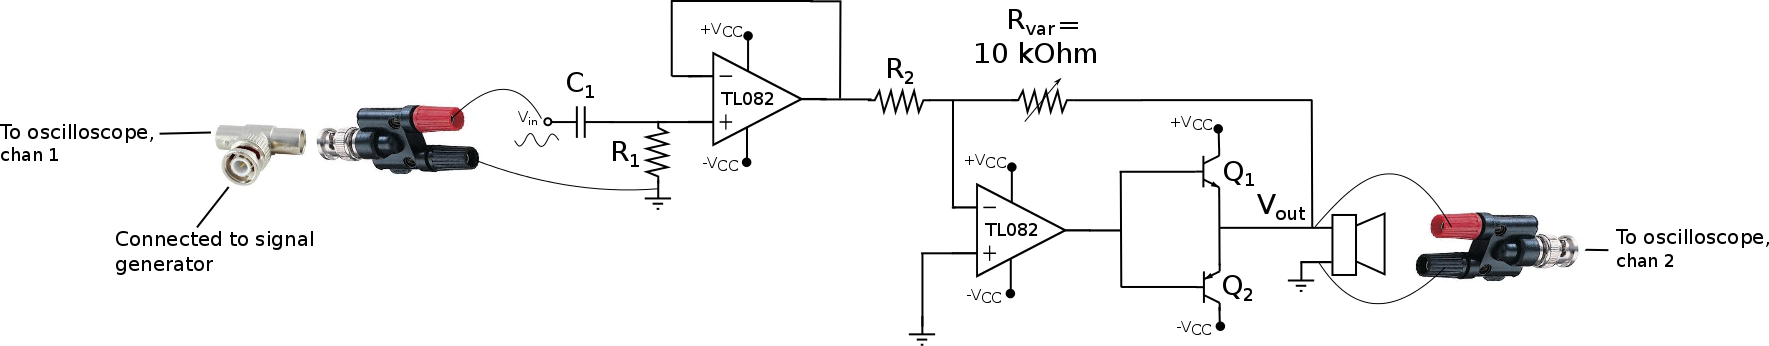 To oscilloscope,
chan 1
Connected to signal
generator
Vin
C1
R1
+VCC
TL082
-VCC
R2
Rvar=
10 kOhm
+VCC
TL082
-VCC
+VCC
Q1
Vout
Q2
-VCC
To oscilloscope,
chan 2